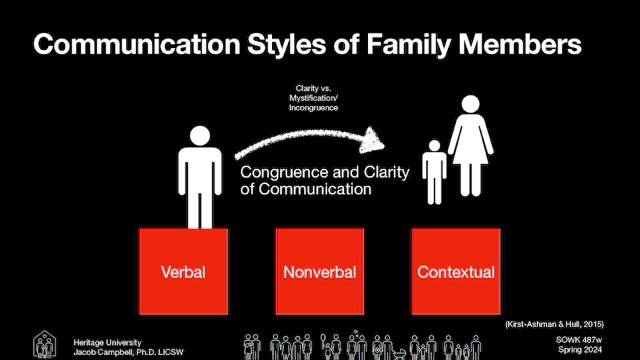 Communication Styles of Family Members
Clarity vs.
Mystification/
Incongruence
Congruence and Clarity
of Communication
Verbal
Nonverbal
Contextual
(Kirst-Ashman & Hull, 2015)
Heritage University
Jacob Campbell, Ph.D. LICSW
SOWK 487w
Spring 2024